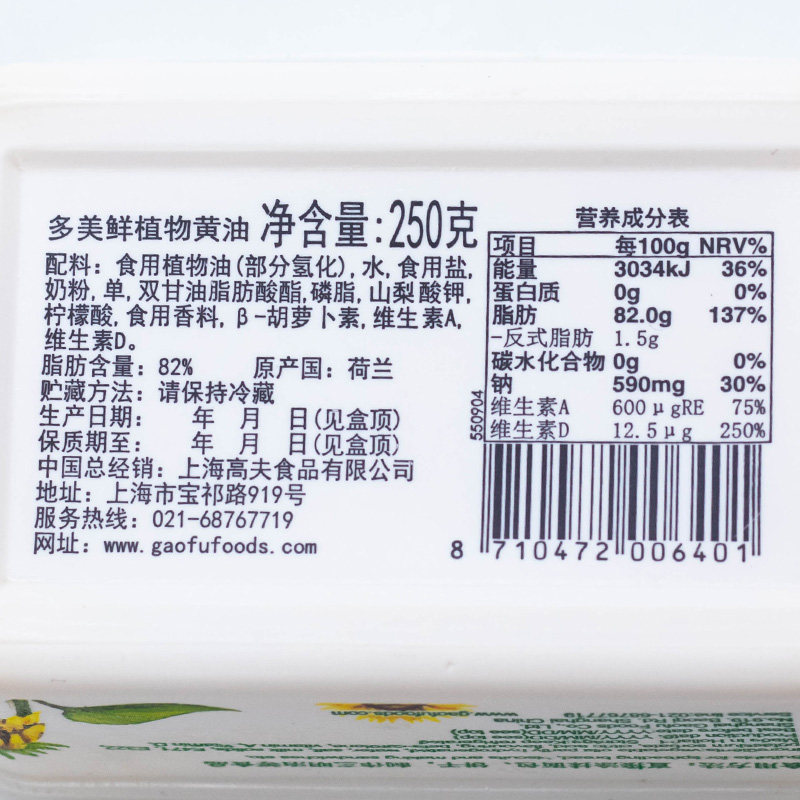 多美鲜植物黄油 净含量:250克
配料：食用植物油(部分氢化),水,食用盐,
奶粉,单,双甘油脂肪酸酯,磷脂,山梨酸钾,
柠檬酸,食用香料,β-胡萝卜素,维生素A,
维生素D。
脂肪含量：82% 原产国：荷兰
贮藏方法：请保持冷藏
生产日期： 年 月 日(见盒顶)
保质期至： 年 月 日(见盒顶)
中国总经销：上海高夫食品有限公司
地址：上海市宝祁路919号
服务热线：021-68767719
网址：www.gaofufoods.com
营养成分表
项目 每100g NRV%
能量 3034kJ 36%
蛋白质 0g 0%
脂肪 82.0g 137%
-反式脂肪 1.5g
碳水化合物 0g 0%
钠 590mg 30%
维生素A 600μgRE 75%
维生素D 12.5μg 250%
550904
8 710472 006401
www.gaofufoods.com